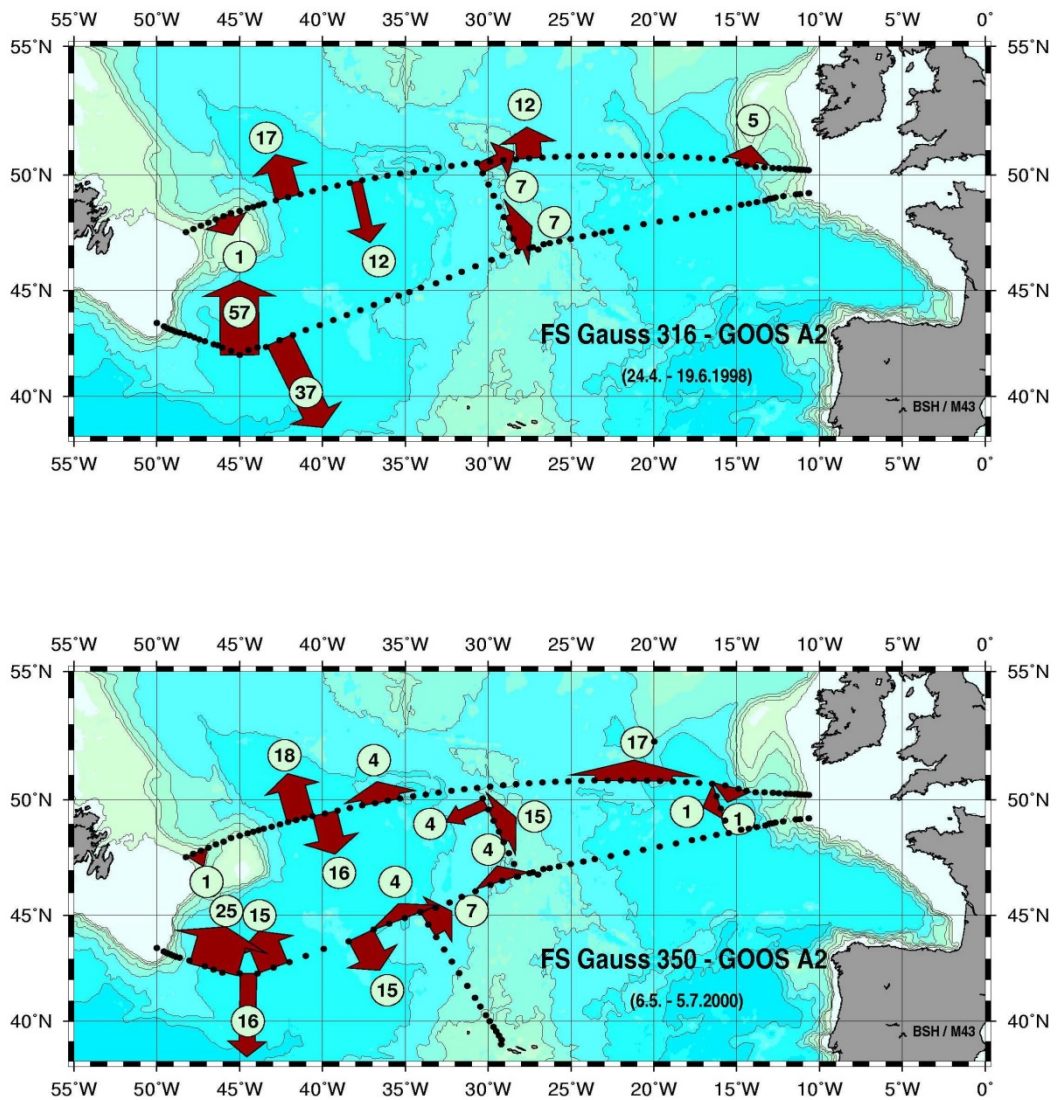 55°W 50°W 45°W 40°W 35°W 30°W 25°W 20°W 15°W 10°W 5°W 0°
55°N 55°N
12
5
17
50°N 50°N
7
7
12
1
45°N 45°N
57
FS Gauss 316 - GOOS A2
(24.4. - 19.6.1998)
37
40°N 40°N
BSH / M43
55°W 50°W 45°W 40°W 35°W 30°W 25°W 20°W 15°W 10°W 5°W 0°
55°W 50°W 45°W 40°W 35°W 30°W 25°W 20°W 15°W 10°W 5°W 0°
55°N 55°N
17
18 4
50°N 50°N
4 15 1 1
4
16
1 4
25 15 7
45°N 45°N
FS Gauss 350 - GOOS A2
15
(6.5. - 5.7.2000)
16
40°N 40°N
BSH / M43
55°W 50°W 45°W 40°W 35°W 30°W 25°W 20°W 15°W 10°W 5°W 0°